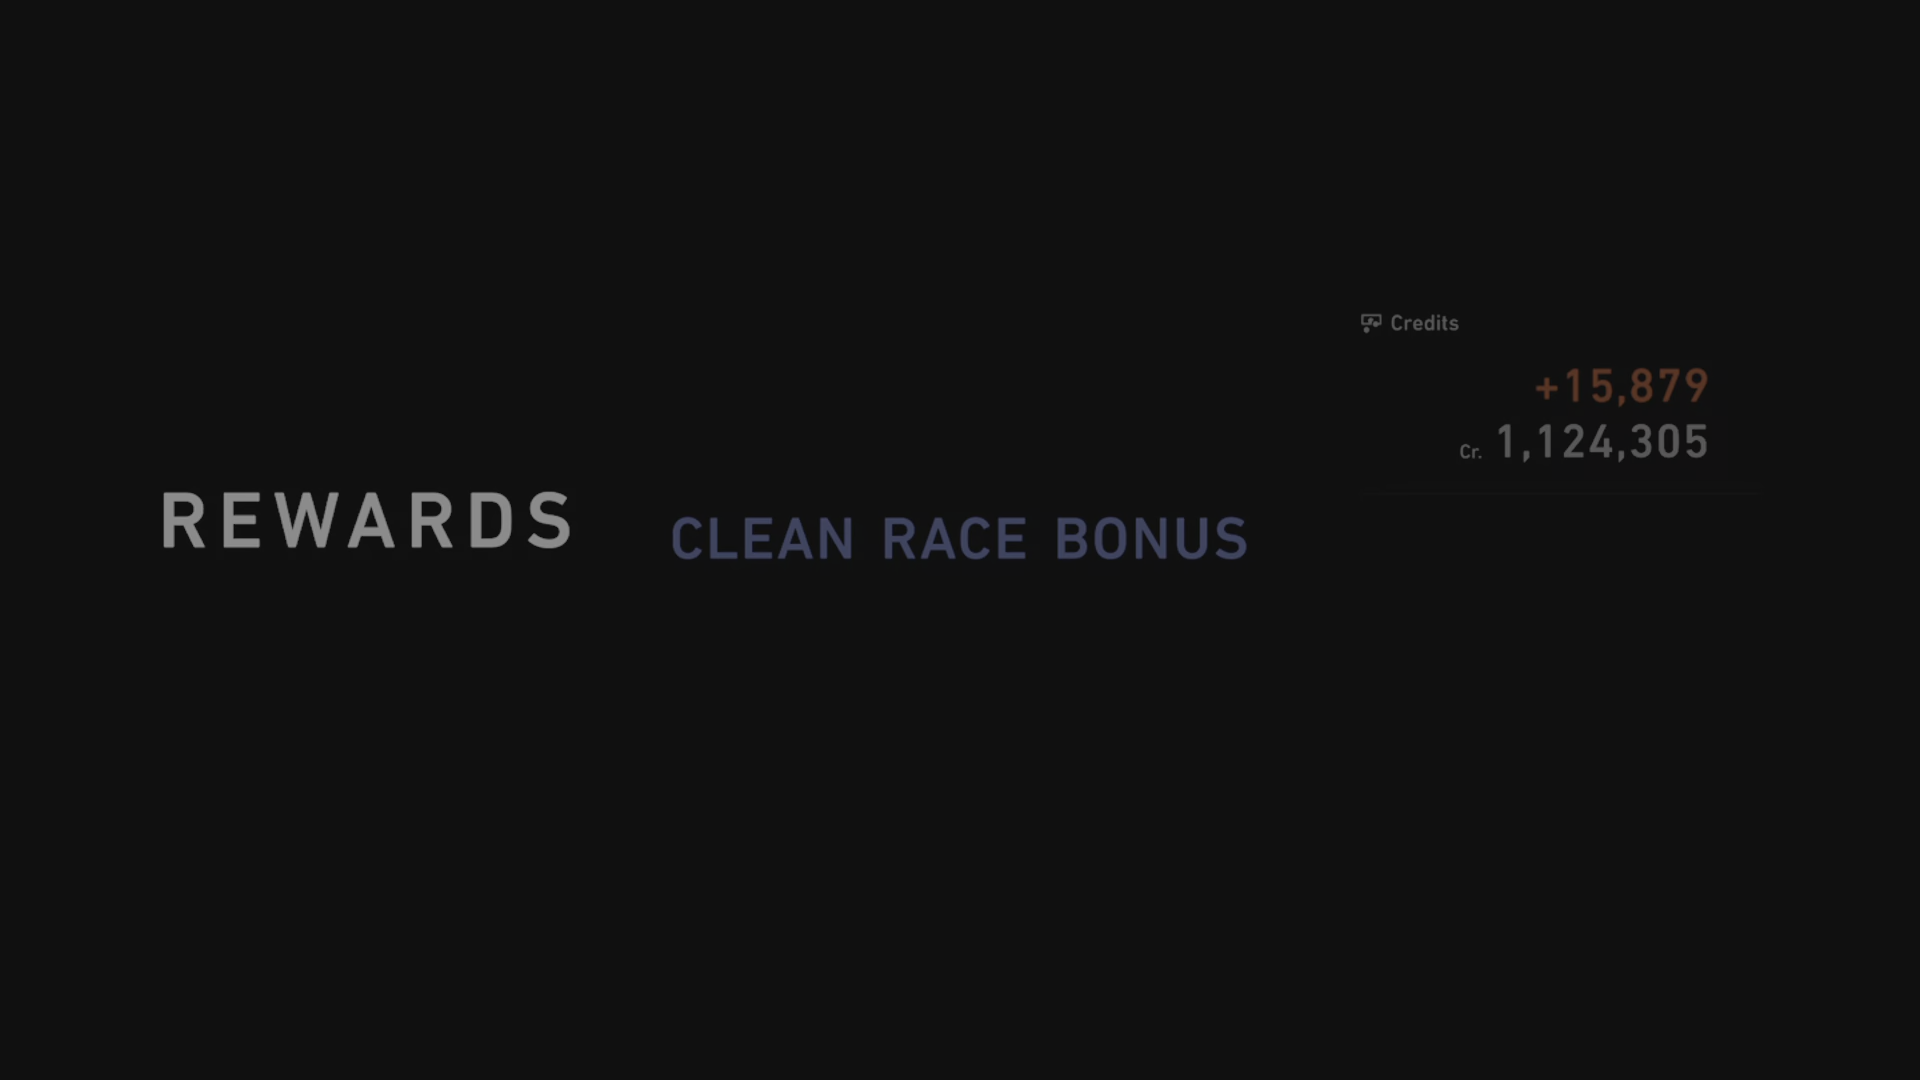 REWARDS
CLEAN RACE BONUS
Credits
+15,879
Cr. 1,124,305